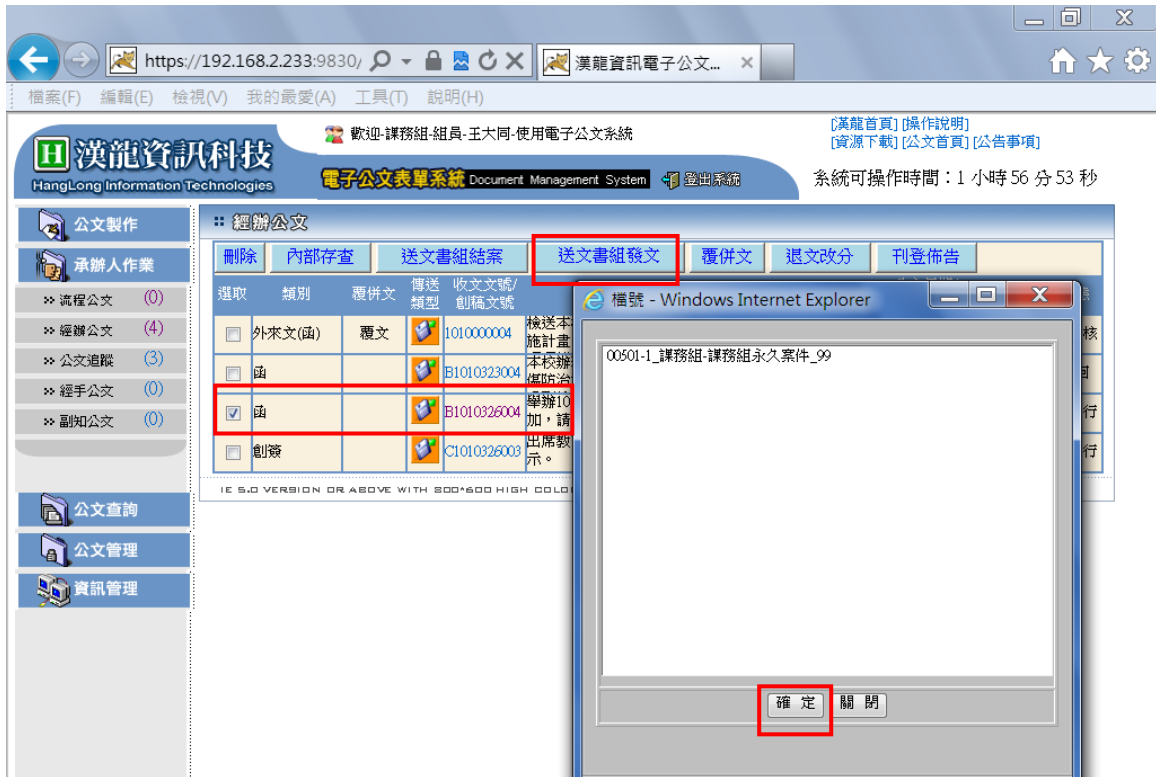 https://192.168.2.233:9830/
漢龍資訊電子公文...
檔案(F) 編輯(E) 檢視(V) 我的最愛(A) 工具(T) 說明(H)
H 漢龍資訊科技
HangLong Information Technologies
歡迎-課務組-組員-王大同-使用電子公文系統
[漢龍首頁] [操作說明]
[資源下載] [公文首頁] [公告事項]
電子公文表單系統 Document Management System 登出系統
系統可操作時間：1 小時 56 分 53 秒
公文製作
承辦人作業
流程公文 (0)
經辦公文 (4)
公文追蹤 (3)
經手公文 (0)
副知公文 (0)
公文查詢
公文管理
資訊管理
經辦公文
刪除 內部存查 送文書組結案 送文書組發文 覆併文 退文改分 刊登佈告
選取 類別 覆併文 傳送類型 收文文號/創稿文號
外來文(函) 覆文 1010000004 檢送本
施計畫 核
函 B1010323004 本校辦
傷防治
函 B1010326004 舉辦10
加，請 行
創簽 C1010326003 出席教
示。 行
IE 5.0 VERSION OR ABOVE WITH 800*600 HIGH COLO
檔號 - Windows Internet Explorer
00501-1_課務組-課務組永久案件_99
確 定 關 閉